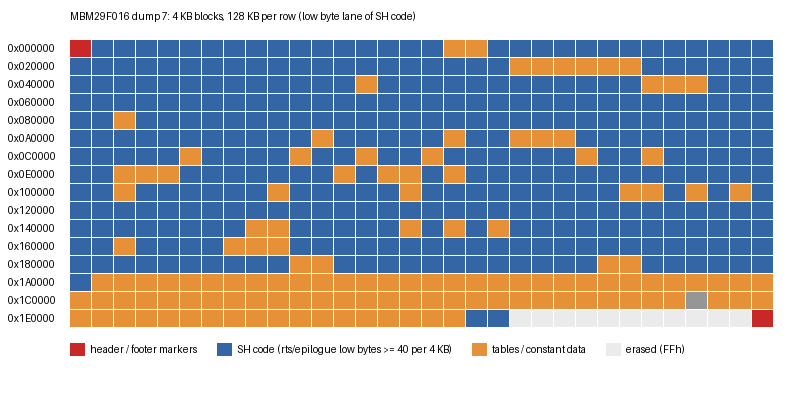 MBM29F016 dump 7: 4 KB blocks, 128 KB per row (low byte lane of SH code)
0x000000
0x020000
0x040000
0x060000
0x080000
0x0A0000
0x0C0000
0x0E0000
0x100000
0x120000
0x140000
0x160000
0x180000
0x1A0000
0x1C0000
0x1E0000
header / footer markers SH code (rts/epilogue low bytes >= 40 per 4 KB) tables / constant data erased (FFh)